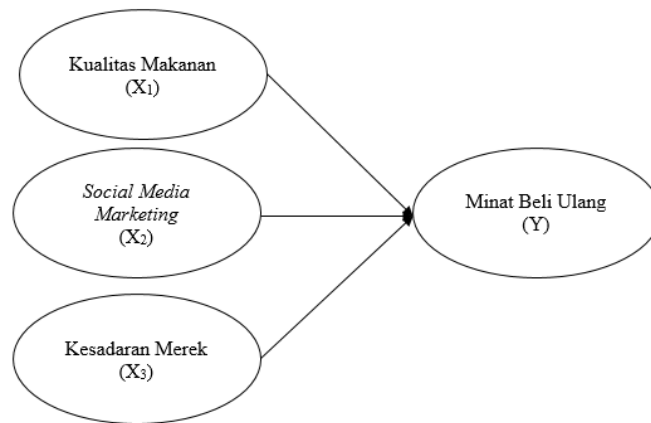 Kualitas Makanan
(X₁)
Social Media
Marketing
(X₂)
Minat Beli Ulang
(Y)
Kesadaran Merek
(X₃)